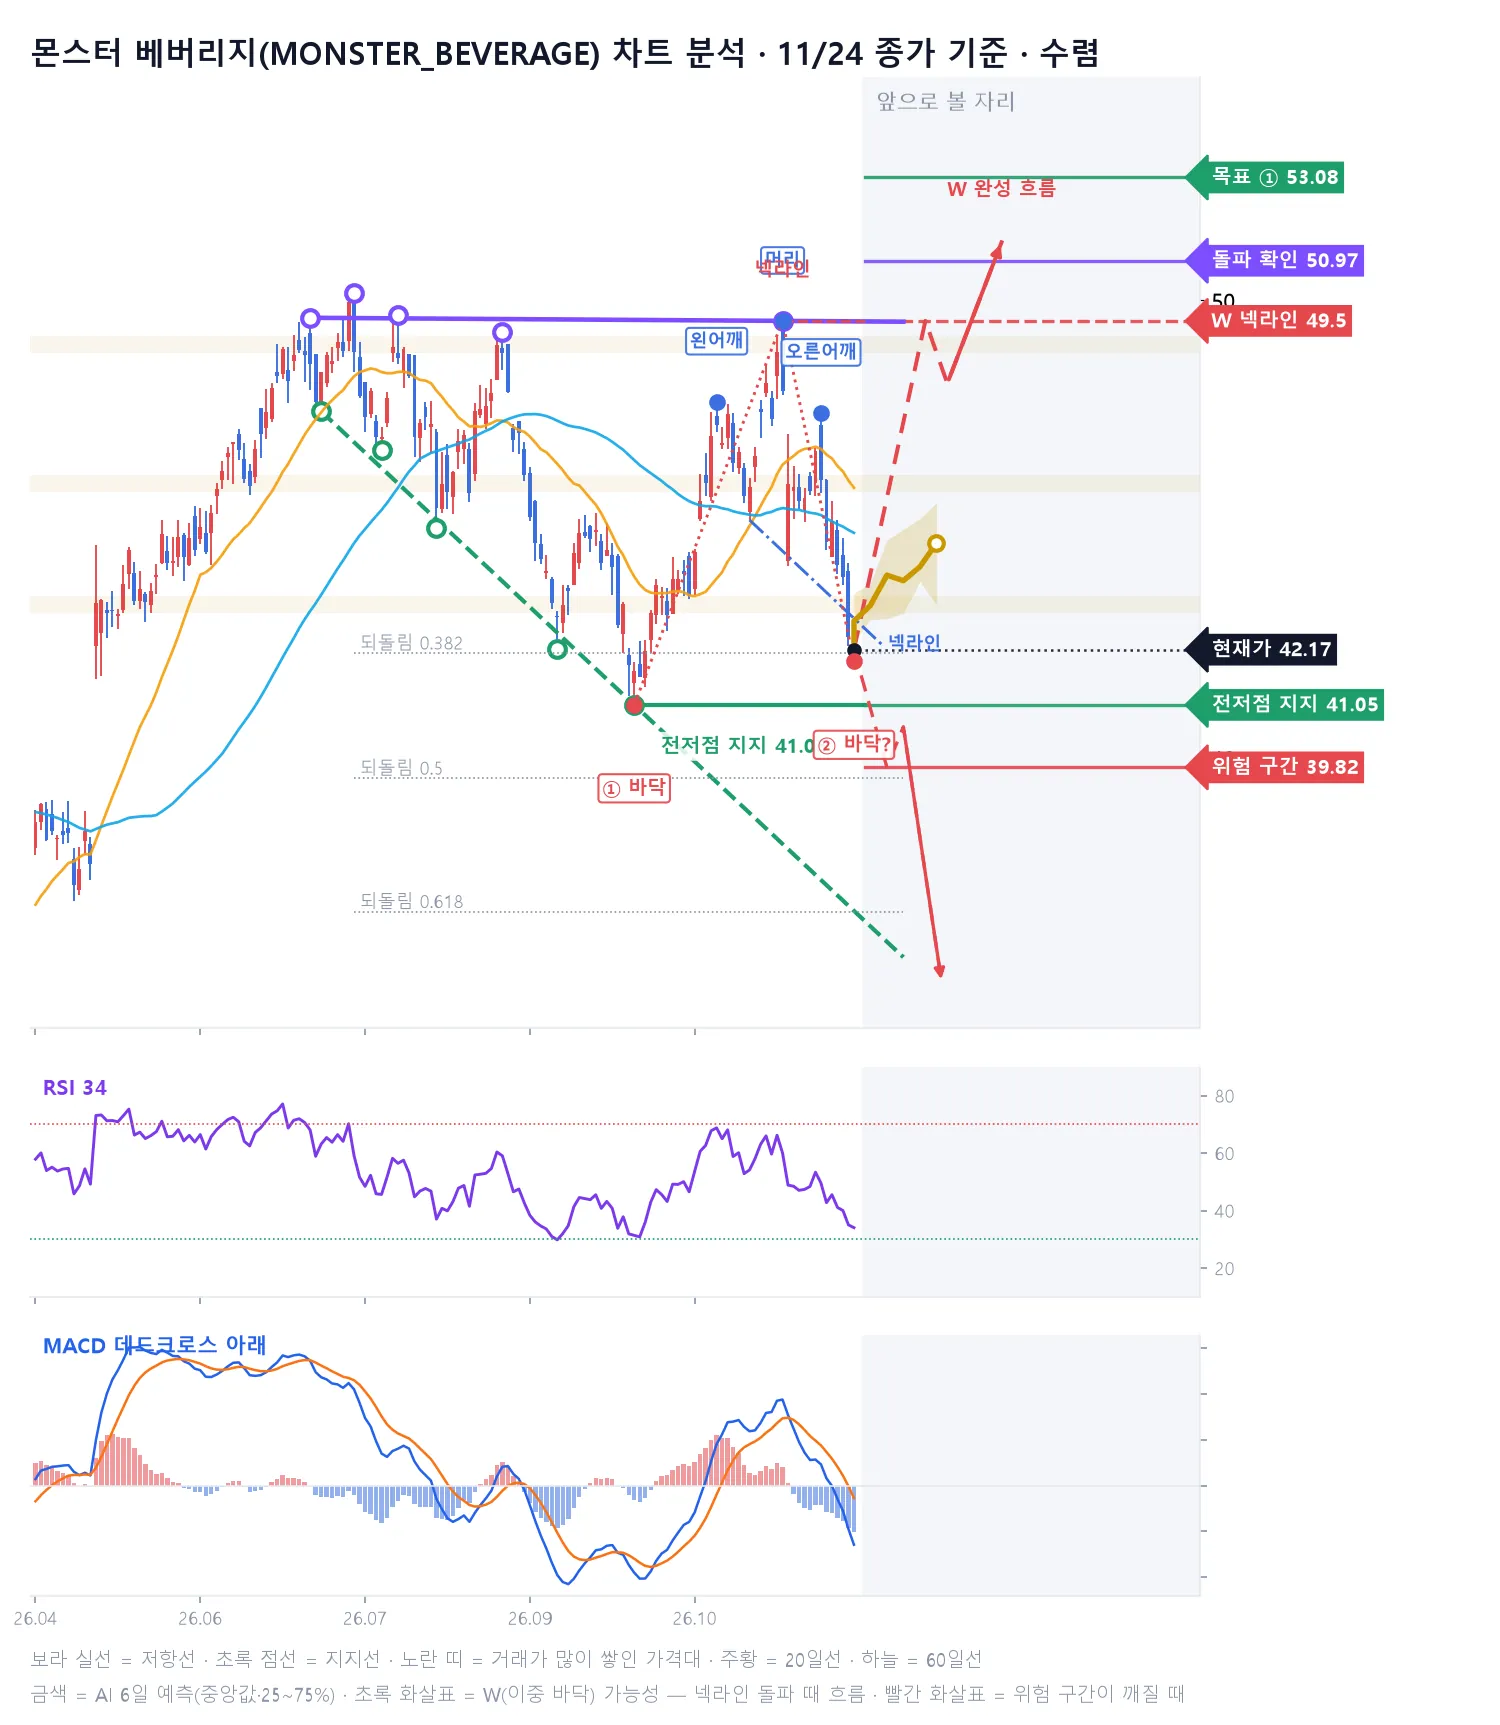 몬스터 베버리지(MONSTER_BEVERAGE) 차트 분석 · 11/24 종가 기준 · 수렴
앞으로 볼 자리
목표 ① 53.08
W 완성 흐름
머리
넥라인
돌파 확인 50.97
50
W 넥라인 49.5
왼어깨
오른어깨
되돌림 0.382
넥라인
현재가 42.17
전저점 지지 41.05
전저점 지지 41.0
② 바닥?
위험 구간 39.82
되돌림 0.5
① 바닥
되돌림 0.618
RSI 34
80
60
40
20
MACD 데드크로스 아래
26.04 26.06 26.07 26.09 26.10
보라 실선 = 저항선 · 초록 점선 = 지지선 · 노란 띠 = 거래가 많이 쌓인 가격대 · 주황 = 20일선 · 하늘 = 60일선
금색 = AI 6일 예측(중앙값·25~75%) · 초록 화살표 = W(이중 바닥) 가능성 — 넥라인 돌파 때 흐름 · 빨간 화살표 = 위험 구간이 깨질 때